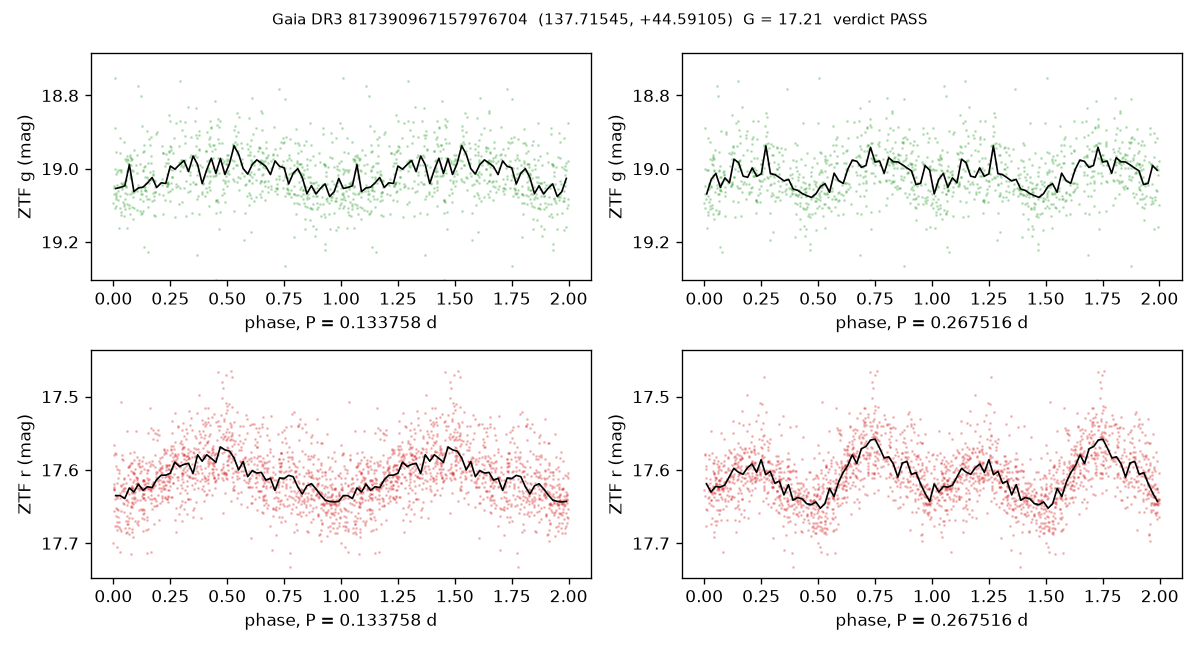 Gaia DR3 817390967157976704 (137.71545, +44.59105) G = 17.21 verdict PASS
ZTF g (mag)
18.8
19.0
19.2
0.00 0.25 0.50 0.75 1.00 1.25 1.50 1.75 2.00
phase, P = 0.133758 d
ZTF g (mag)
18.8
19.0
19.2
0.00 0.25 0.50 0.75 1.00 1.25 1.50 1.75 2.00
phase, P = 0.267516 d
ZTF r (mag)
17.5
17.6
17.7
0.00 0.25 0.50 0.75 1.00 1.25 1.50 1.75 2.00
phase, P = 0.133758 d
ZTF r (mag)
17.5
17.6
17.7
0.00 0.25 0.50 0.75 1.00 1.25 1.50 1.75 2.00
phase, P = 0.267516 d